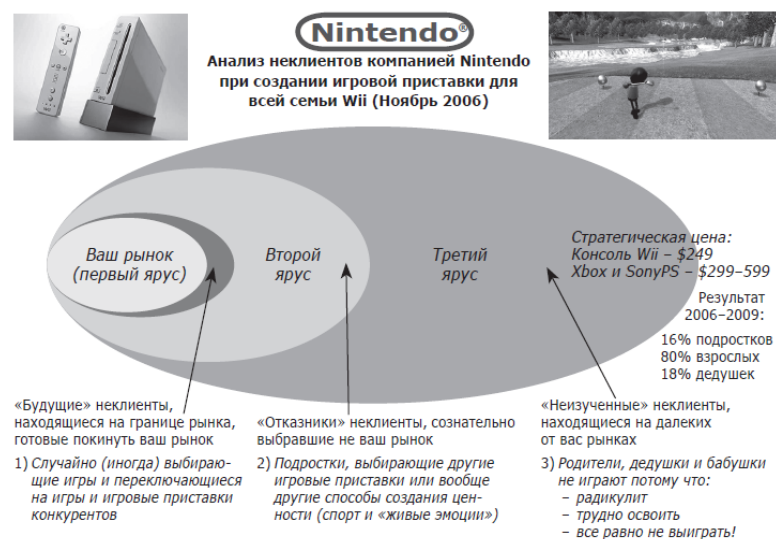 Nintendo®
Анализ неклиентов компанией Nintendo
при создании игровой приставки для
всей семьи Wii (Ноябрь 2006)
Ваш рынок
(первый ярус)
Второй
ярус
Третий
ярус
Стратегическая цена:
Консоль Wii – $249
Xbox и SonyPS – $299–599
Результат
2006–2009:
16% подростков
80% взрослых
18% дедушек
«Будущие» неклиенты,
находящиеся на границе рынка,
готовые покинуть ваш рынок
1) Случайно (иногда) выбираю-
щие игры и переключающиеся
на игры и игровые приставки
конкурентов
«Отказники» неклиенты, сознательно
выбравшие не ваш рынок
2) Подростки, выбирающие другие
игровые приставки или вообще
другие способы создания цен-
ности (спорт и «живые эмоции»)
«Неизученные» неклиенты,
находящиеся на далеких
от вас рынках
3) Родители, дедушки и бабушки
не играют потому что:
– радикулит
– трудно освоить
– все равно не выиграть!